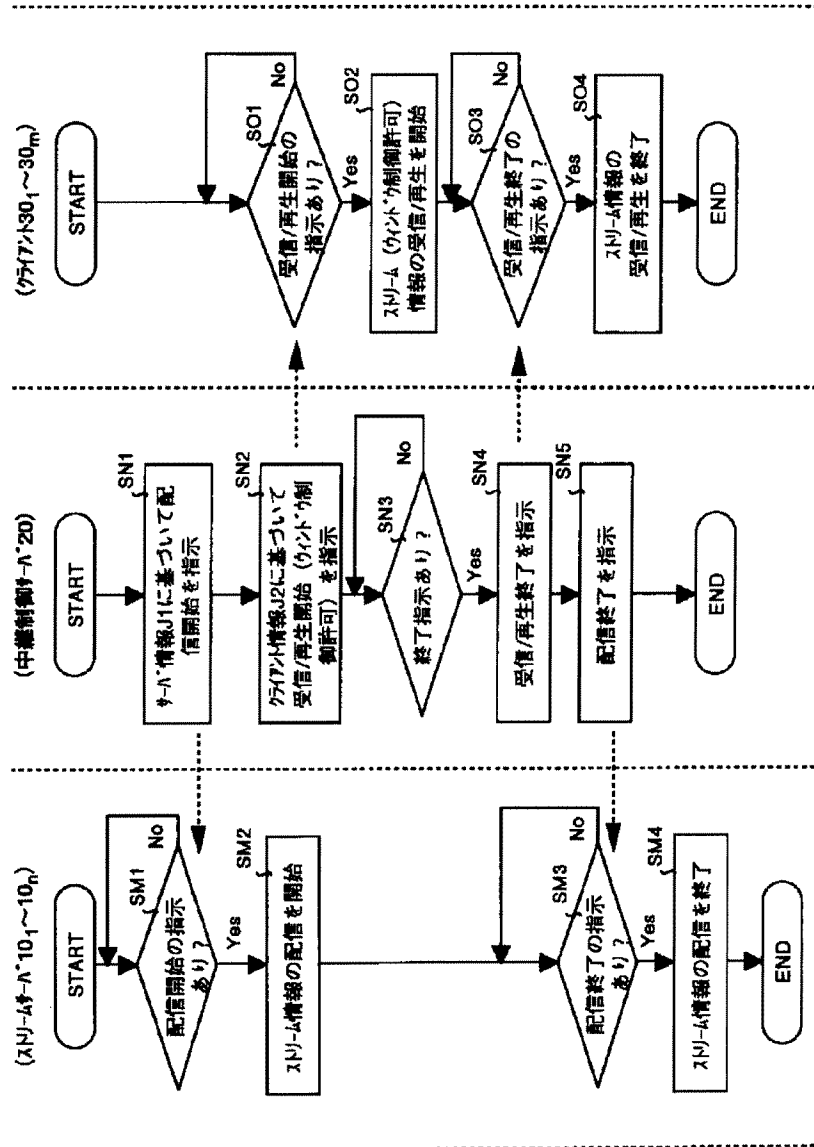 (ストリームサーバ10₁～10ₙ)
START
SM1
配信開始の指示
あり？
No
Yes
SM2
ストリーム情報の配信を開始
SM3
配信終了の指示
あり？
No
Yes
SM4
ストリーム情報の配信を終了
END
(中継制御サーバ20)
START
SN1
サーバ情報J1に基づいて配
信開始を指示
SN2
クライアント情報J2に基づいて
受信/再生開始（ウィンドウ制
御許可）を指示
SN3
終了指示あり？
No
Yes
SN4
受信/再生終了を指示
SN5
配信終了を指示
END
(クライアント30₁～30ₘ)
START
SO1
受信/再生開始の
指示あり？
No
Yes
SO2
ストリーム（ウィンドウ制御許可）
情報の受信/再生を開始
SO3
受信/再生終了の
指示あり？
No
Yes
SO4
ストリーム情報の
受信/再生を終了
END